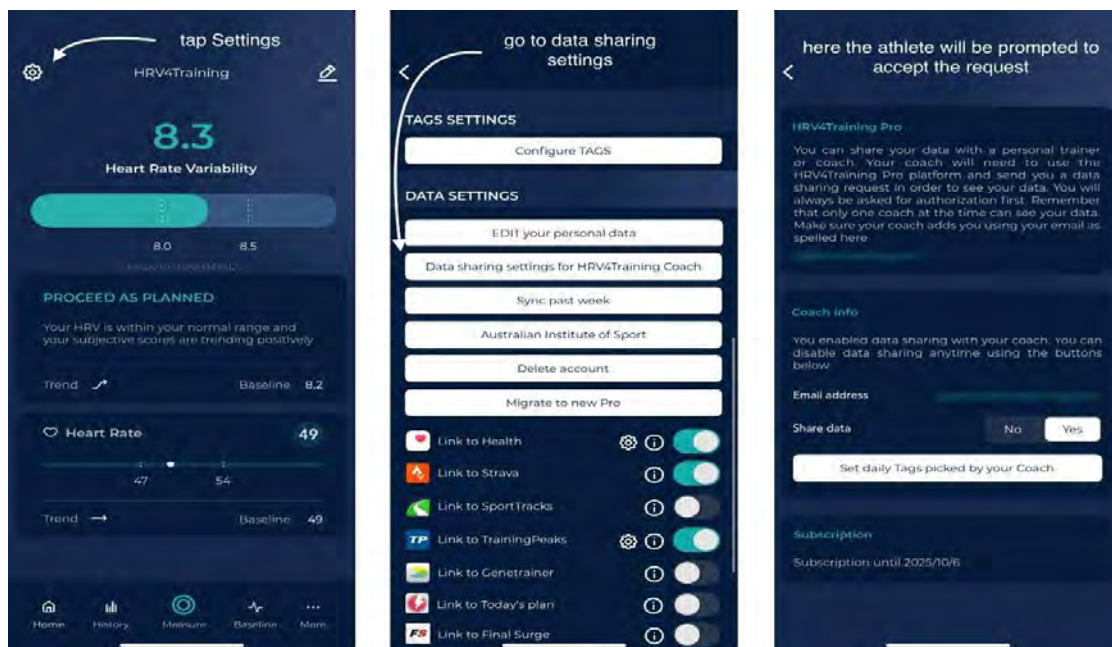 tap Settings
HRV4Training
8.3
Heart Rate Variability
8.0 8.5
PROCEED AS PLANNED
Your HRV is within your normal range and
your subjective scores are trending positively
Trend Baseline 8.2
Heart Rate 49
47 54
Trend Baseline 49
Home History Measure Baseline More
go to data sharing
settings
TAGS SETTINGS
Configure TAGS
DATA SETTINGS
EDIT your personal data
Data sharing settings for HRV4Training Coach
Sync past week
Australian Institute of Sport
Delete account
Migrate to new Pro
Link to Health
Link to Strava
Link to SportTracks
TP Link to TrainingPeaks
Link to Genetrainer
Link to Today's plan
FS Link to Final Surge
here the athlete will be prompted to
accept the request
HRV4Training Pro
You can share your data with a personal trainer
or coach. Your coach will need to use the
HRV4Training Pro platform and send you a data
sharing request in order to see your data. You will
always be asked for authorization first. Remember
that only one coach at the time can see your data.
Make sure your coach adds you using your email as
spelled here
Coach info
You enabled data sharing with your coach. You can
disable data sharing anytime using the buttons
below
Email address
Share data No Yes
Set daily Tags picked by your Coach
Subscription
Subscription until 2025/10/6